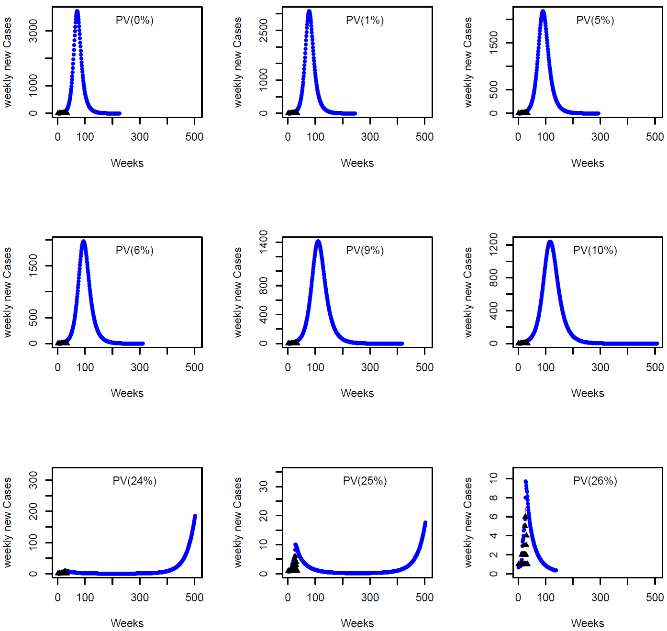 PV(0%)
weekly new Cases
0
1000
3000
0
100
300
500
Weeks
PV(1%)
weekly new Cases
0
1000
2500
0
100
300
500
Weeks
PV(5%)
weekly new Cases
0
500
1500
0
100
300
500
Weeks
PV(6%)
weekly new Cases
0
500
1500
0
100
300
500
Weeks
PV(9%)
weekly new Cases
0
400
800
1400
0
100
300
500
Weeks
PV(10%)
weekly new Cases
0
400
800
1200
0
100
300
500
Weeks
PV(24%)
weekly new Cases
0
50
100
200
300
0
100
300
500
Weeks
PV(25%)
weekly new Cases
0
10
20
30
0
100
300
500
Weeks
PV(26%)
weekly new Cases
0
2
4
6
8
10
0
100
300
500
Weeks